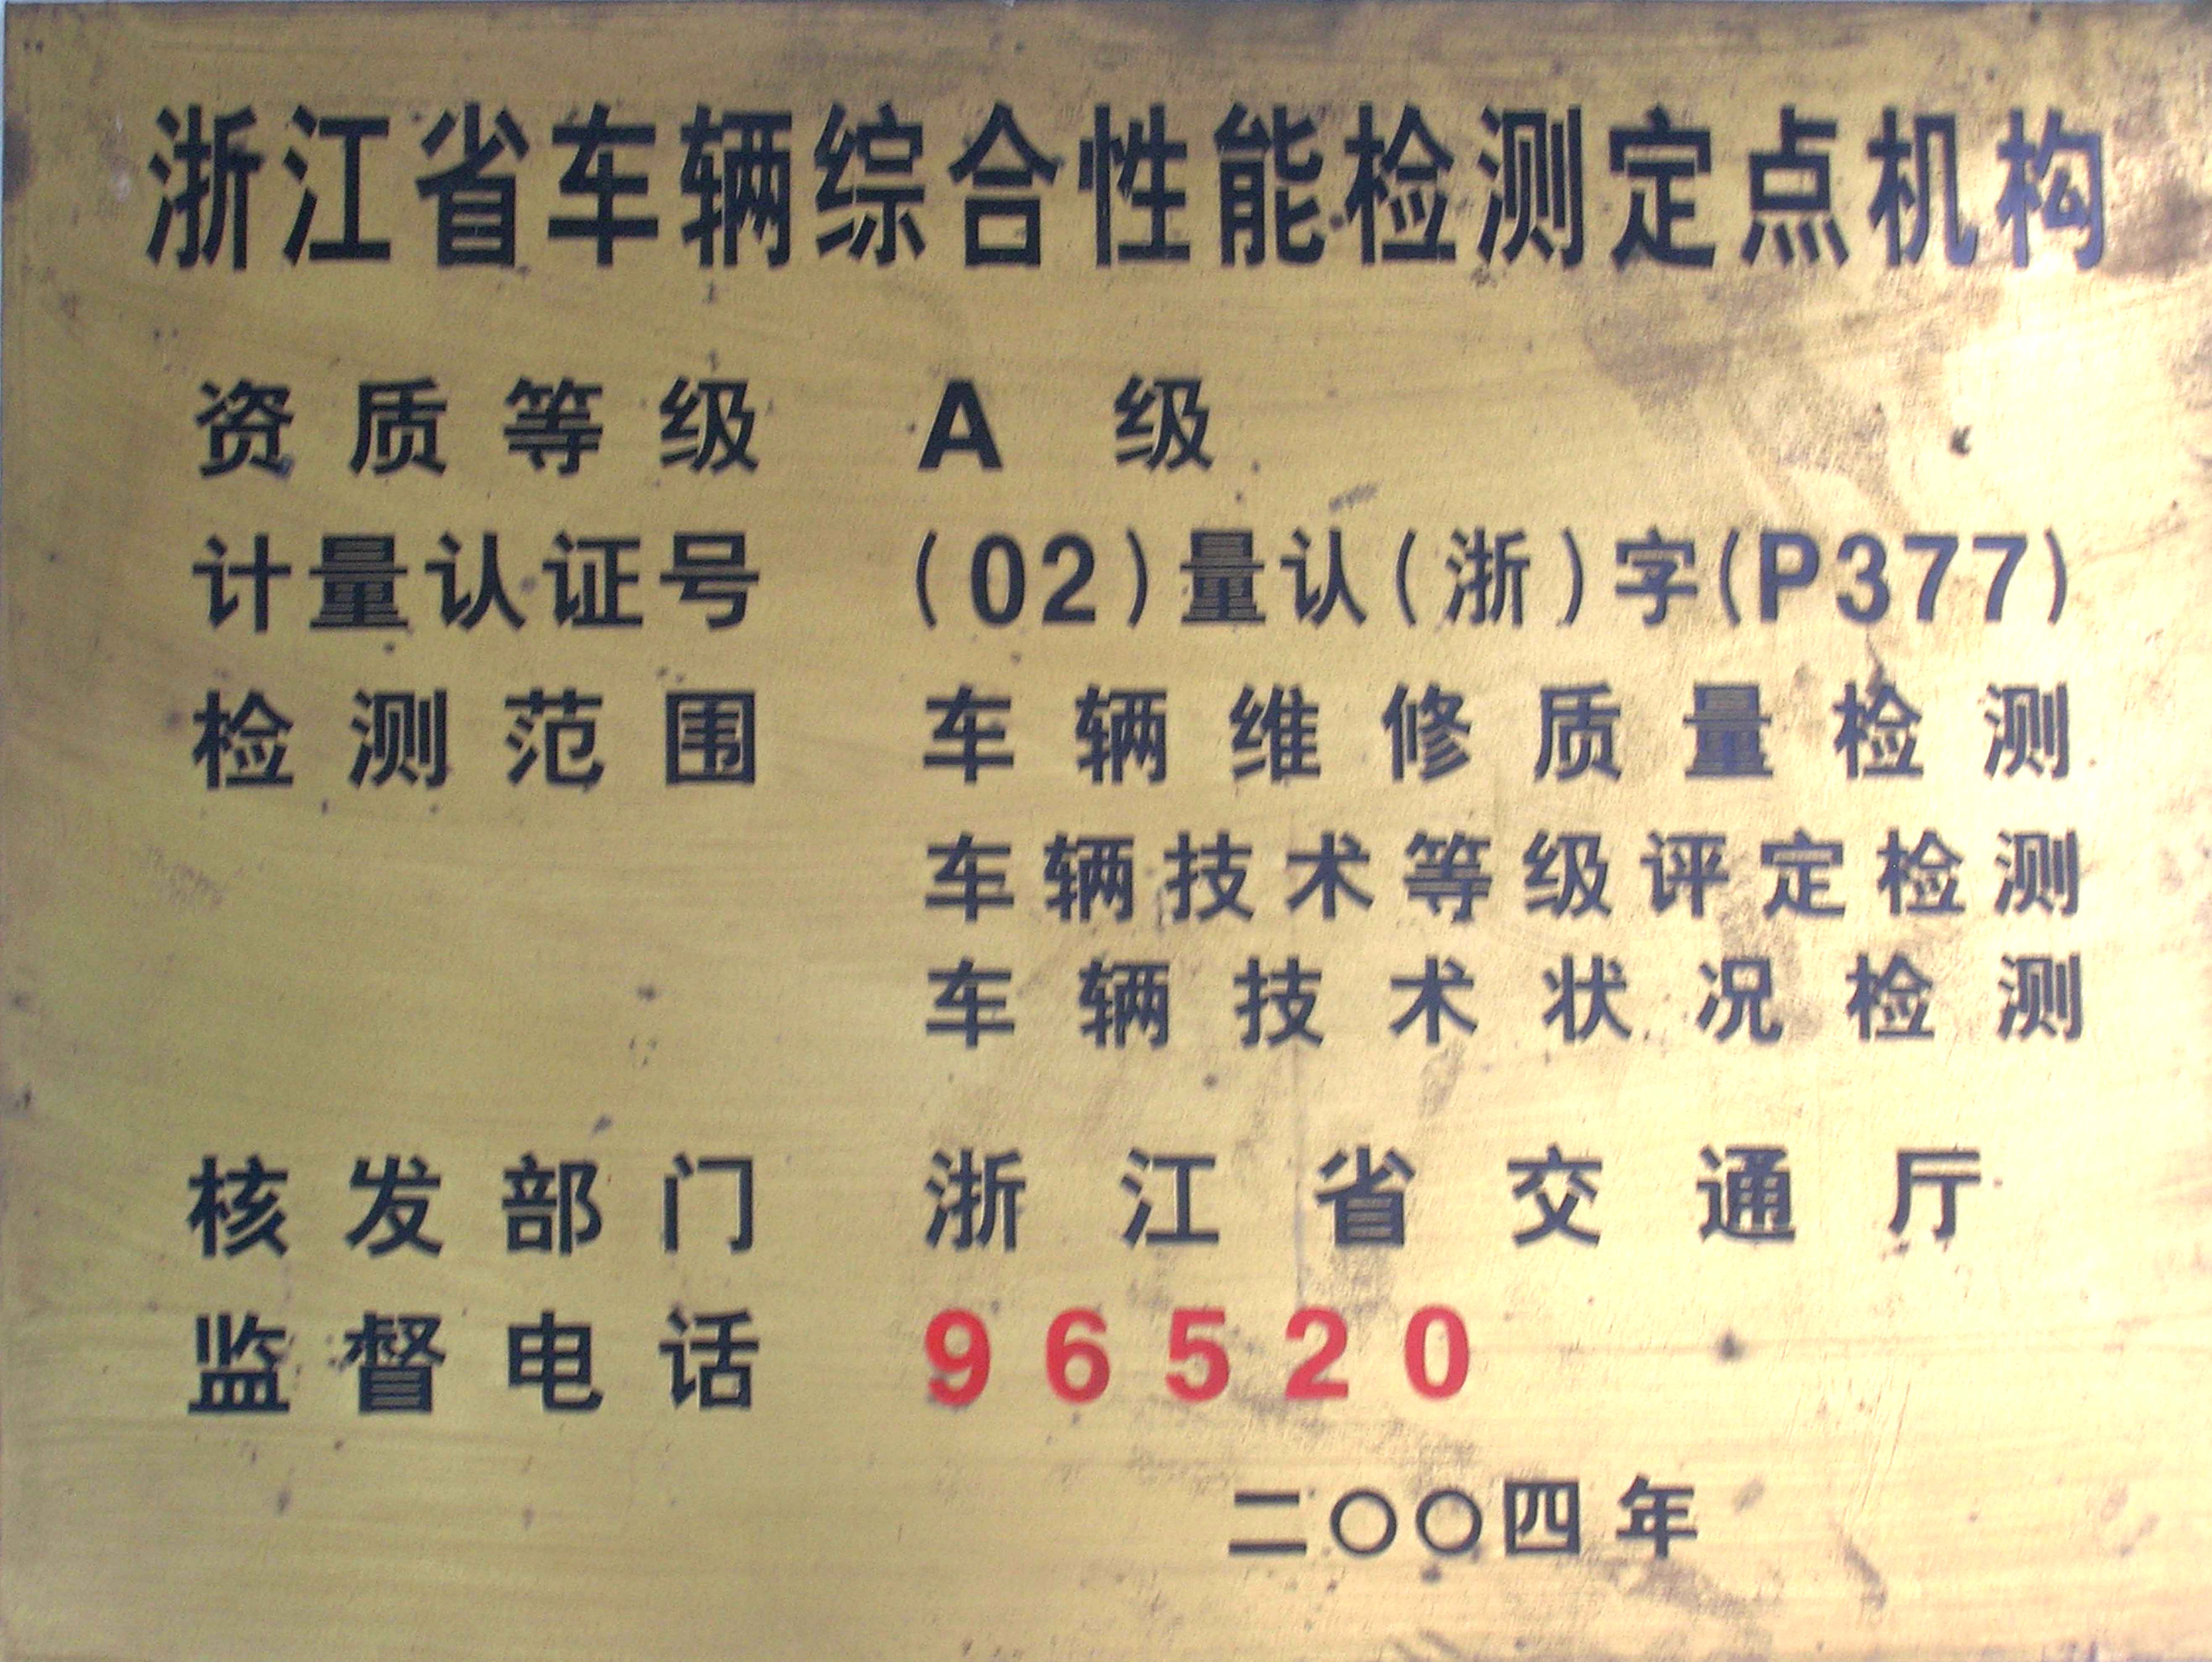 浙江省车辆综合性能检测定点机构
资质等级 A 级
计量认证号 (02)量认(浙)字(P377)
检测范围 车辆维修质量检测
车辆技术等级评定检测
车辆技术状况检测
核发部门 浙江省交通厅
监督电话 96520
二〇〇四年